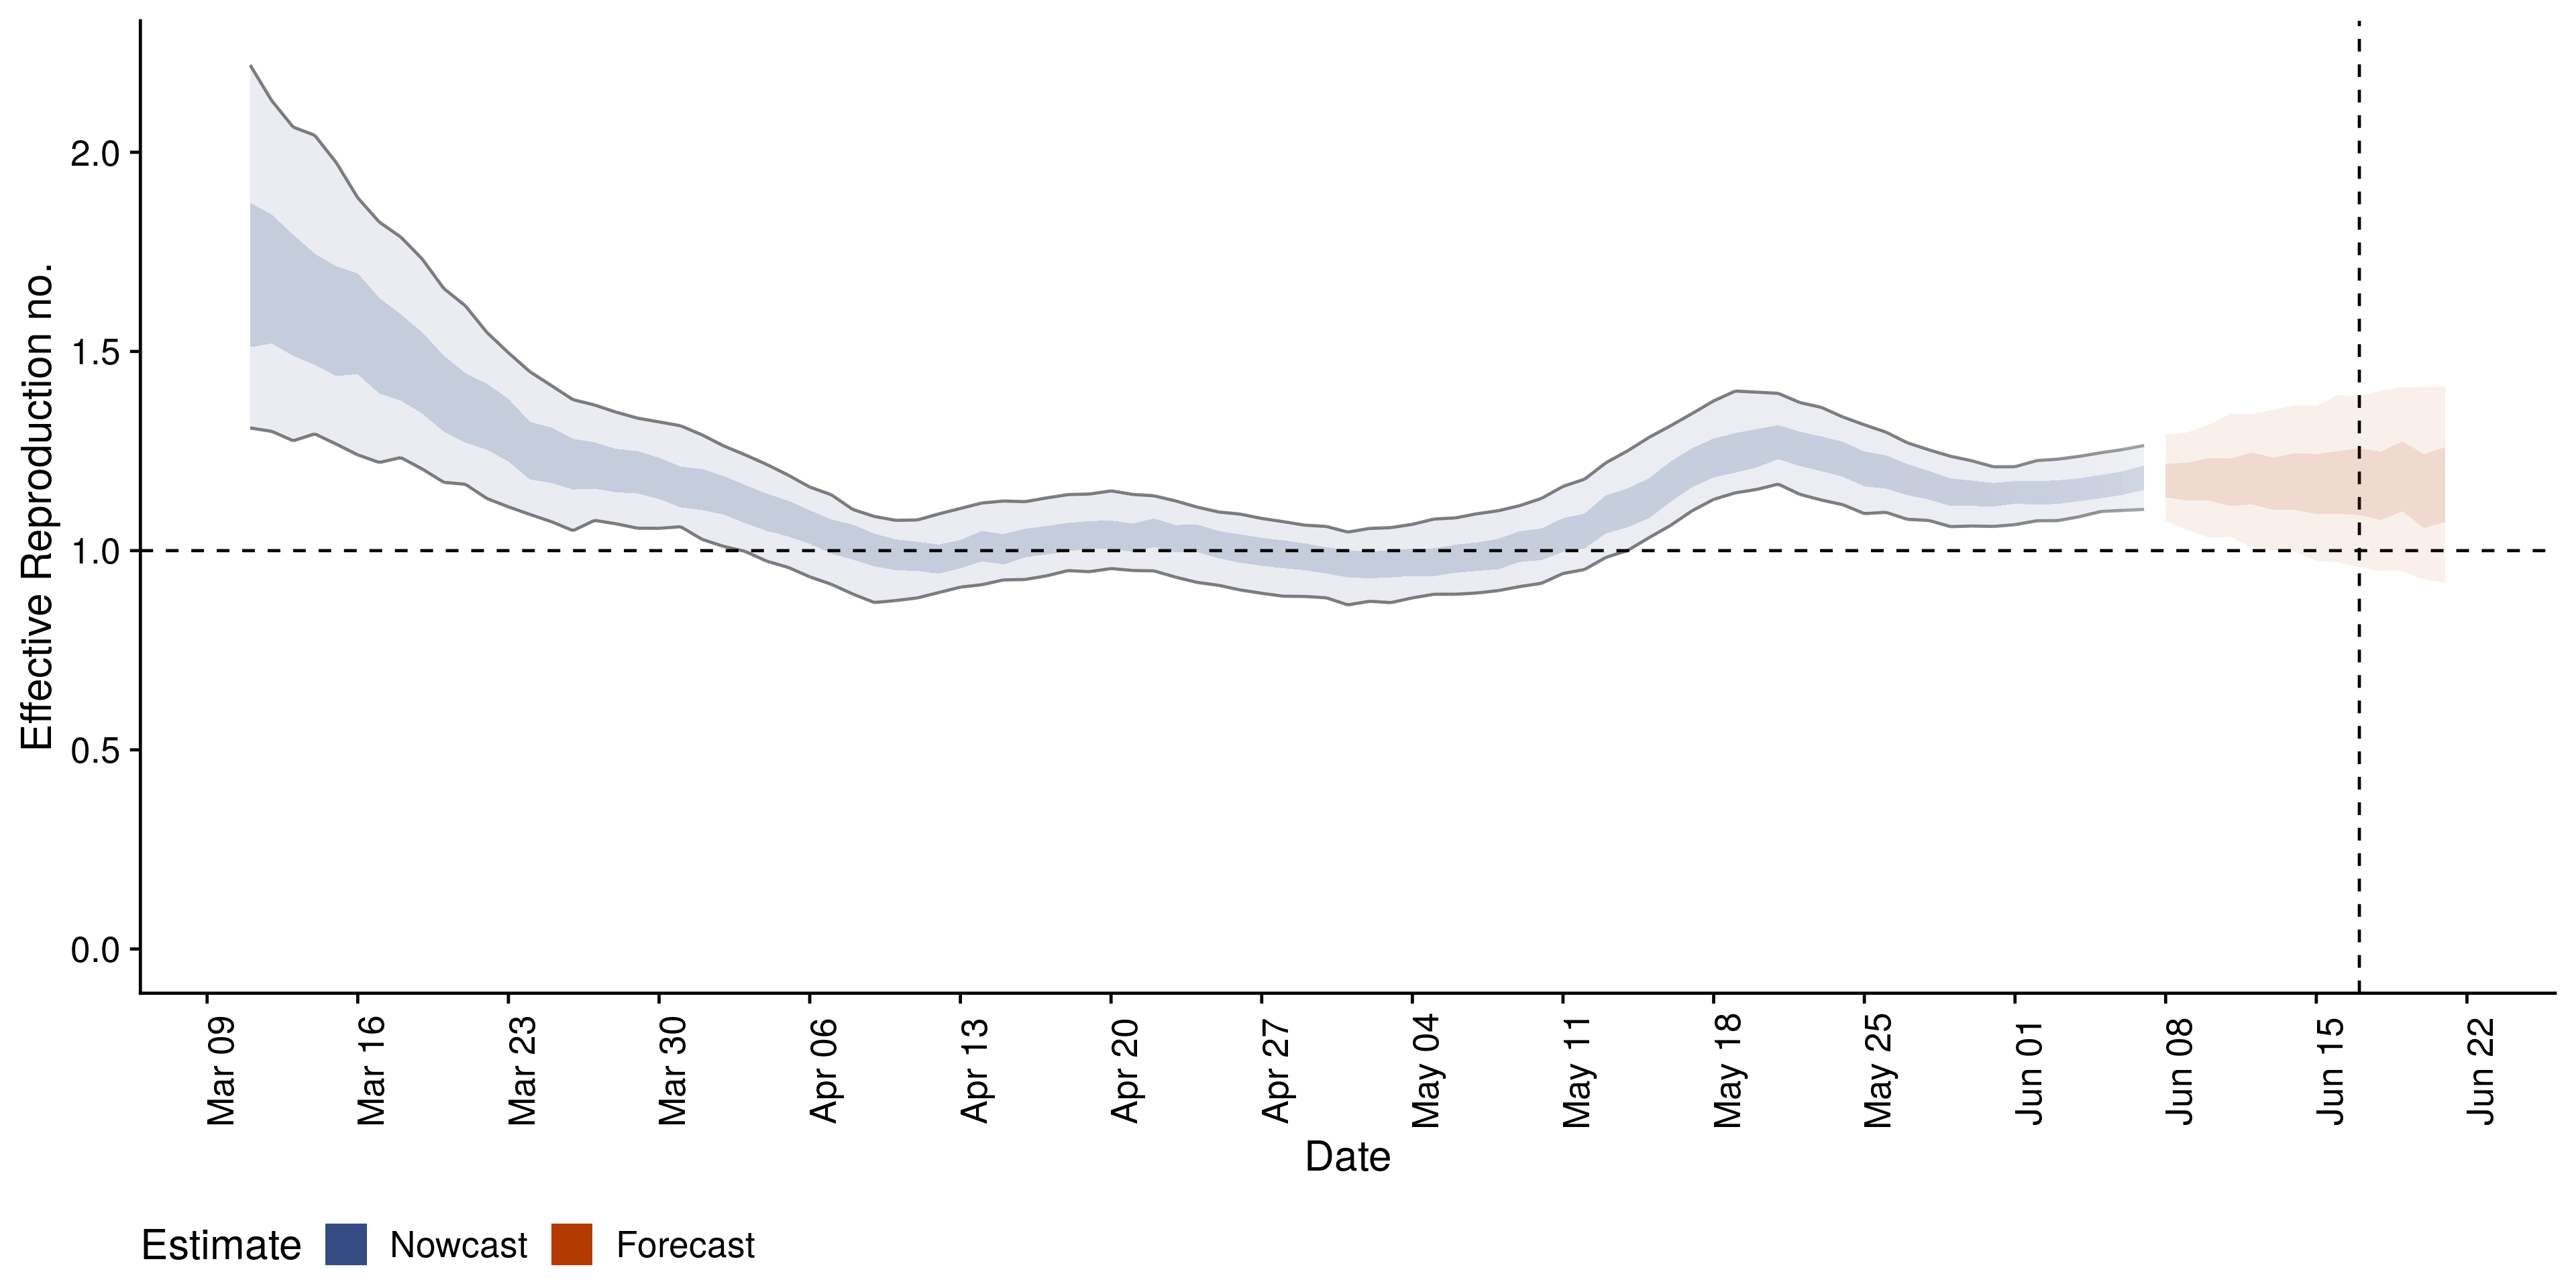 Effective Reproduction no.
2.0
1.5
1.0
0.5
0.0
Mar 09
Mar 16
Mar 23
Mar 30
Apr 06
Apr 13
Apr 20
Apr 27
May 04
May 11
May 18
May 25
Jun 01
Jun 08
Jun 15
Jun 22
Date
Estimate Nowcast Forecast